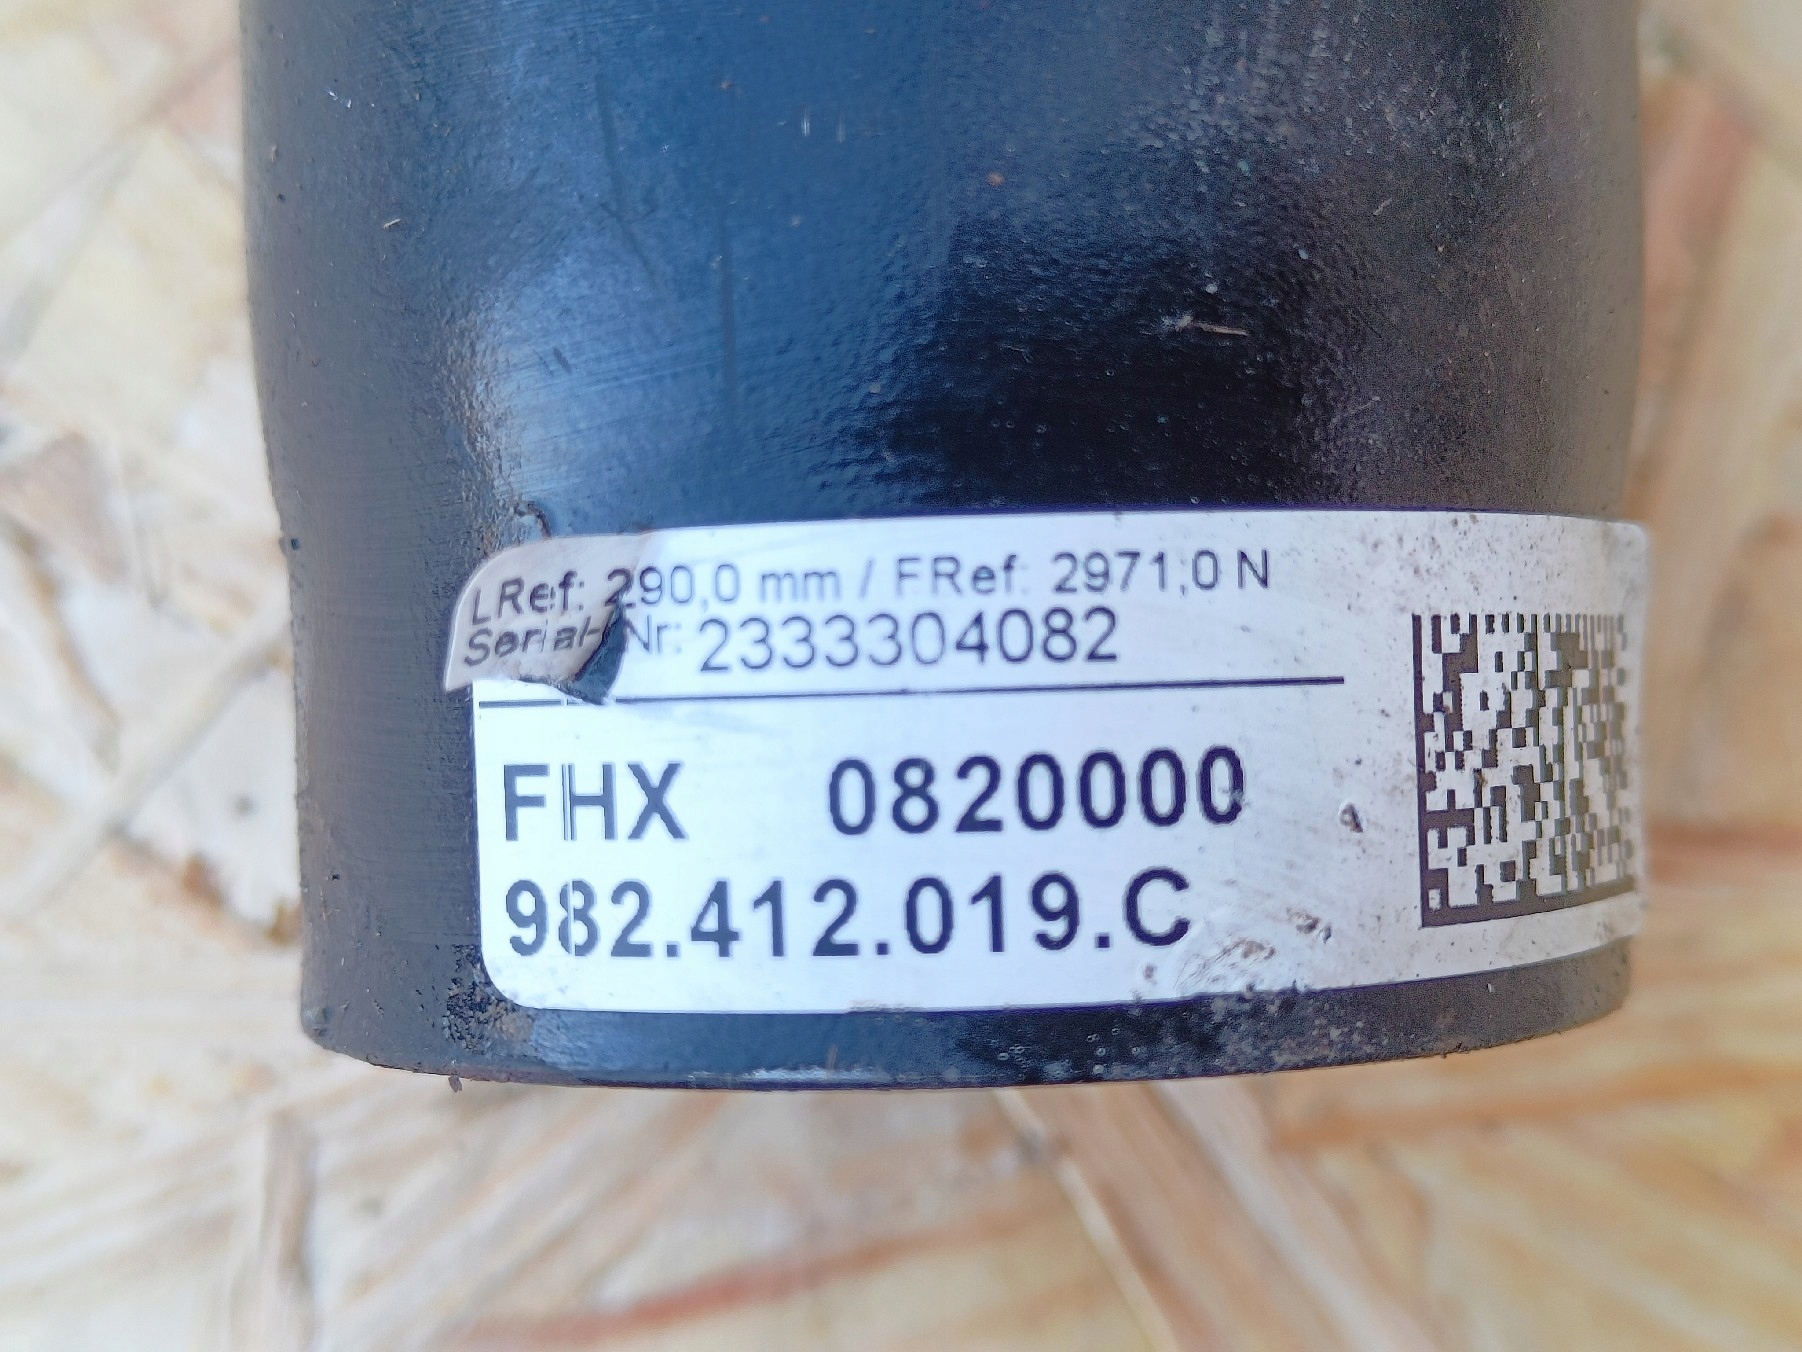 LRef: 290,0 mm / FRef: 2971,0 N
Serial-Nr: 2333304082
FHX 0820000
982.412.019.C